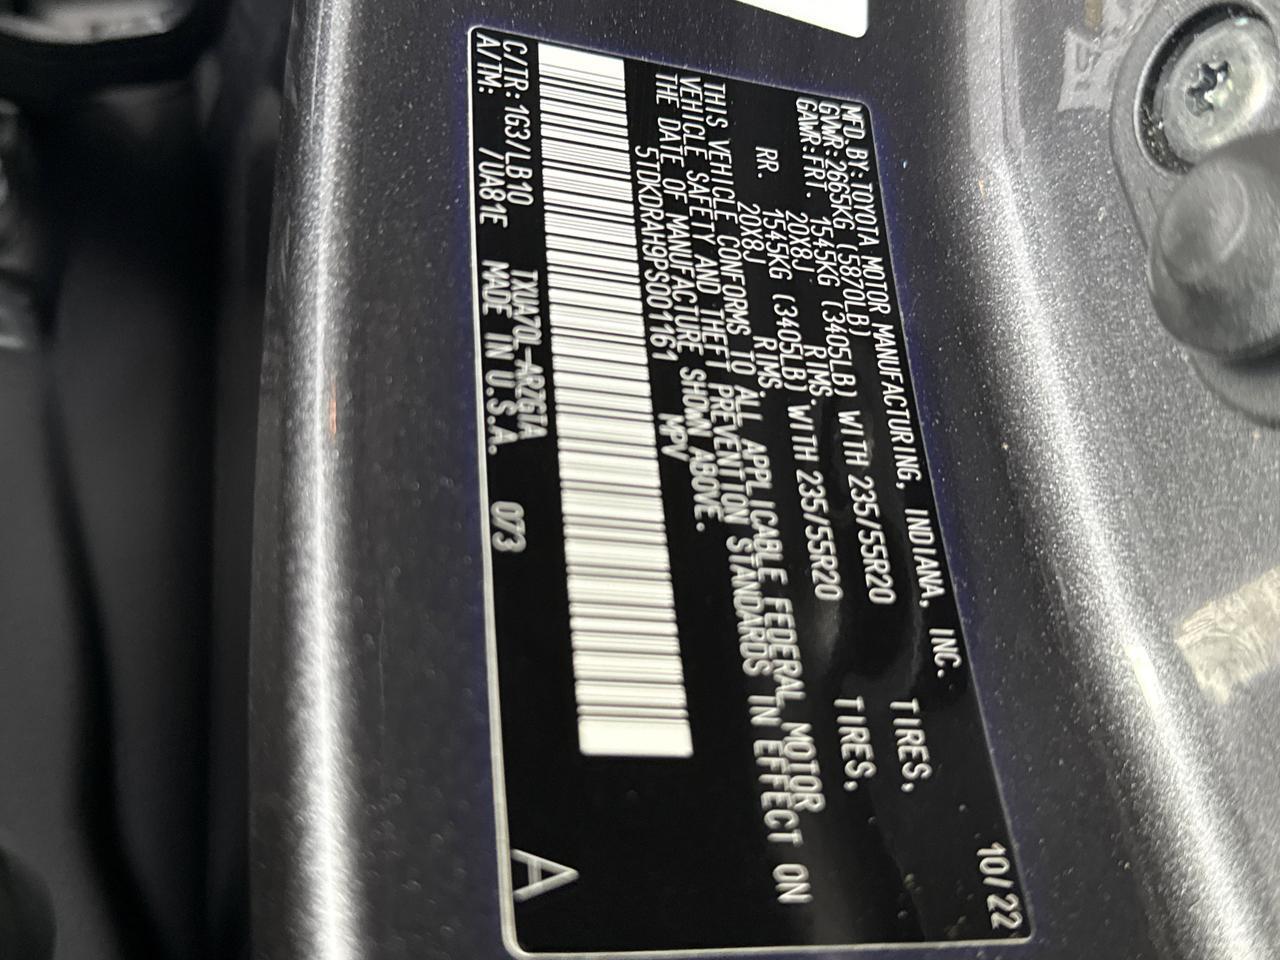 MFD.BY:TOYOTA MOTOR MANUFACTURING, INDIANA, INC. 10/22
GVWR:2665KG (5870LB)
GAWR:FRT. 1545KG (3405LB) WITH 235/55R20 TIRES,
20X8J RIMS.
RR. 1545KG (3405LB) WITH 235/55R20 TIRES,
20X8J RIMS.
THIS VEHICLE CONFORMS TO ALL APPLICABLE FEDERAL MOTOR
VEHICLE SAFETY AND THEFT PREVENTION STANDARDS IN EFFECT ON
THE DATE OF MANUFACTURE SHOWN ABOVE.
5TDKDRAH9PS001161 MPV
C/TR:1G3/LB10 TXUA70L-ARZGTA
A/TM: /UA81E MADE IN U.S.A. 073
A